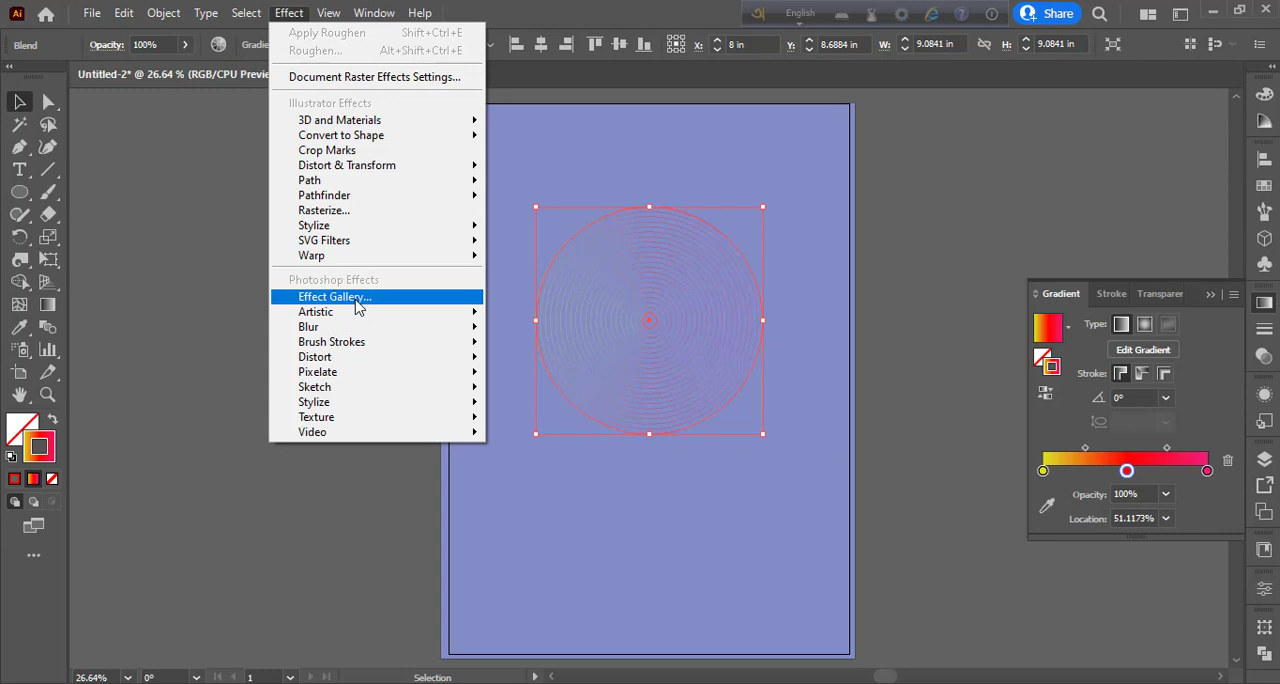 Ai File Edit Object Type Select Effect View Window Help English Share
Blend Opacity: 100% X: 8 in Y: 8.6884 in W: 9.0841 in H: 9.0841 in
Untitled-2* @ 26.64 % (RGB/CPU Previe
Apply Roughen Shift+Ctrl+E
Roughen... Alt+Shift+Ctrl+E
Document Raster Effects Settings...
Illustrator Effects
3D and Materials
Convert to Shape
Crop Marks
Distort & Transform
Path
Pathfinder
Rasterize...
Stylize
SVG Filters
Warp
Photoshop Effects
Effect Gallery...
Artistic
Blur
Brush Strokes
Distort
Pixelate
Sketch
Stylize
Texture
Video
Gradient Stroke Transparer
Type:
Edit Gradient
Stroke:
0°
Opacity: 100%
Location: 51.1173%
26.64% 0° 1 Selection